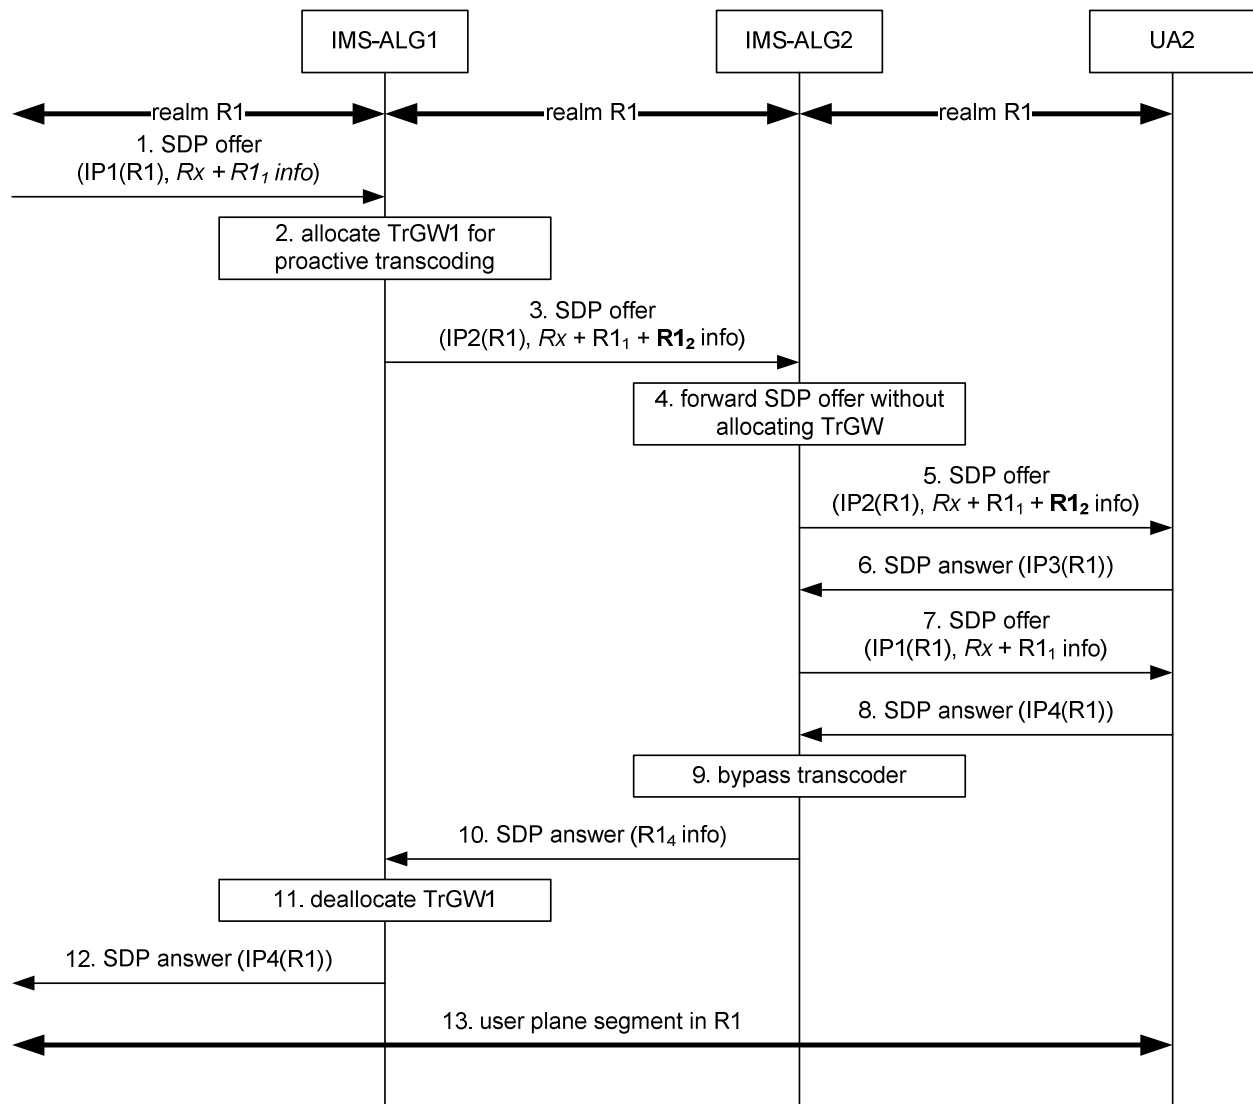 IMS-ALG1
IMS-ALG2
UA2
realm R1
realm R1
realm R1
1. SDP offer
(IP1(R1), Rx + R1₁ info)
2. allocate TrGW1 for
proactive transcoding
3. SDP offer
(IP2(R1), Rx + R1₁ + R1₂ info)
4. forward SDP offer without
allocating TrGW
5. SDP offer
(IP2(R1), Rx + R1₁ + R1₂ info)
6. SDP answer (IP3(R1))
7. SDP offer
(IP1(R1), Rx + R1₁ info)
8. SDP answer (IP4(R1))
9. bypass transcoder
10. SDP answer (R1₄ info)
11. deallocate TrGW1
12. SDP answer (IP4(R1))
13. user plane segment in R1